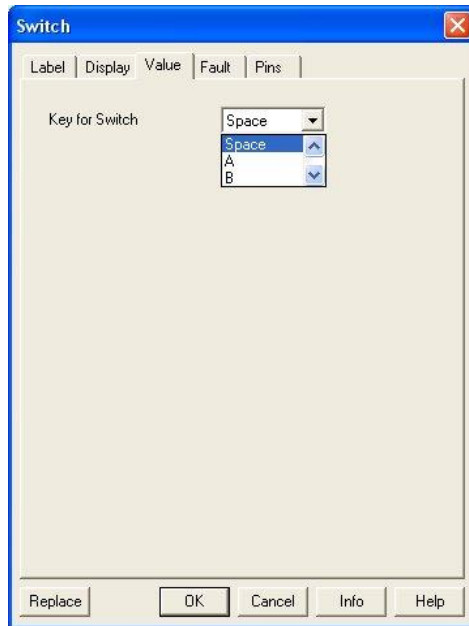 Switch
Label Display Value Fault Pins
Key for Switch Space
Space
A
B
Replace OK Cancel Info Help